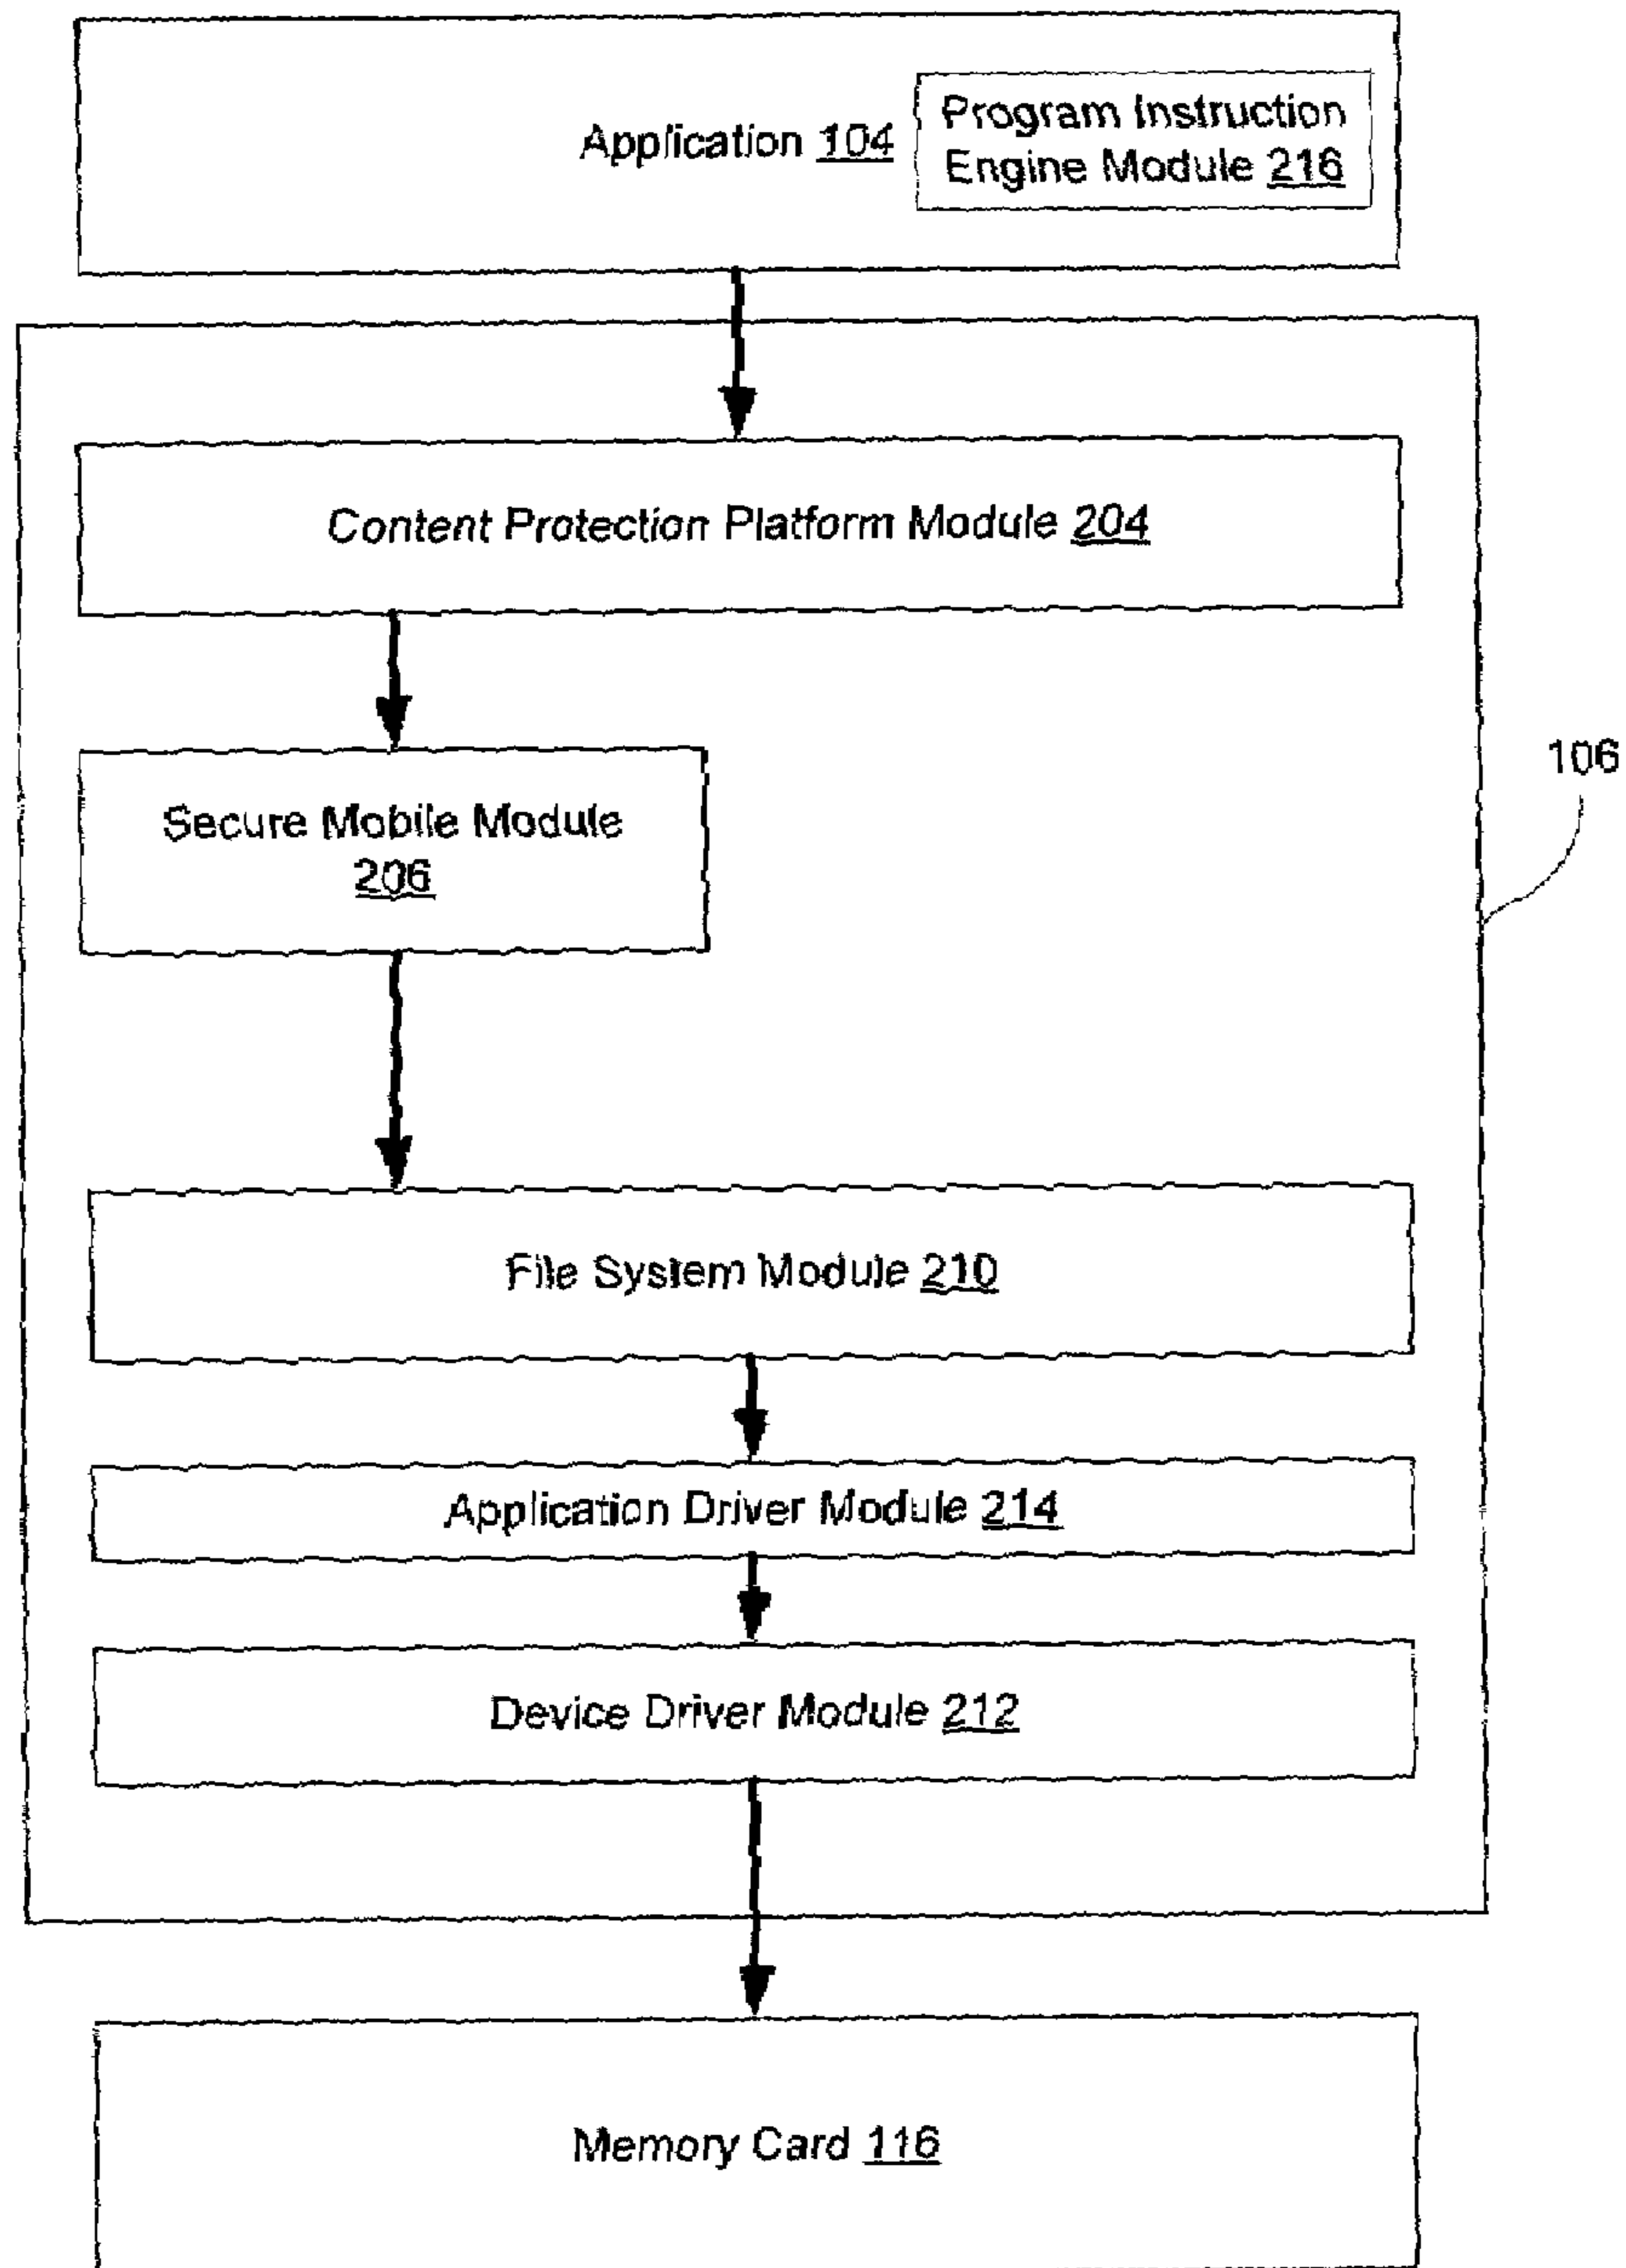 Application 104
Program Instruction
Engine Module 216
Content Protection Platform Module 204
Secure Mobile Module
206
106
File System Module 210
Application Driver Module 214
Device Driver Module 212
Memory Card 116